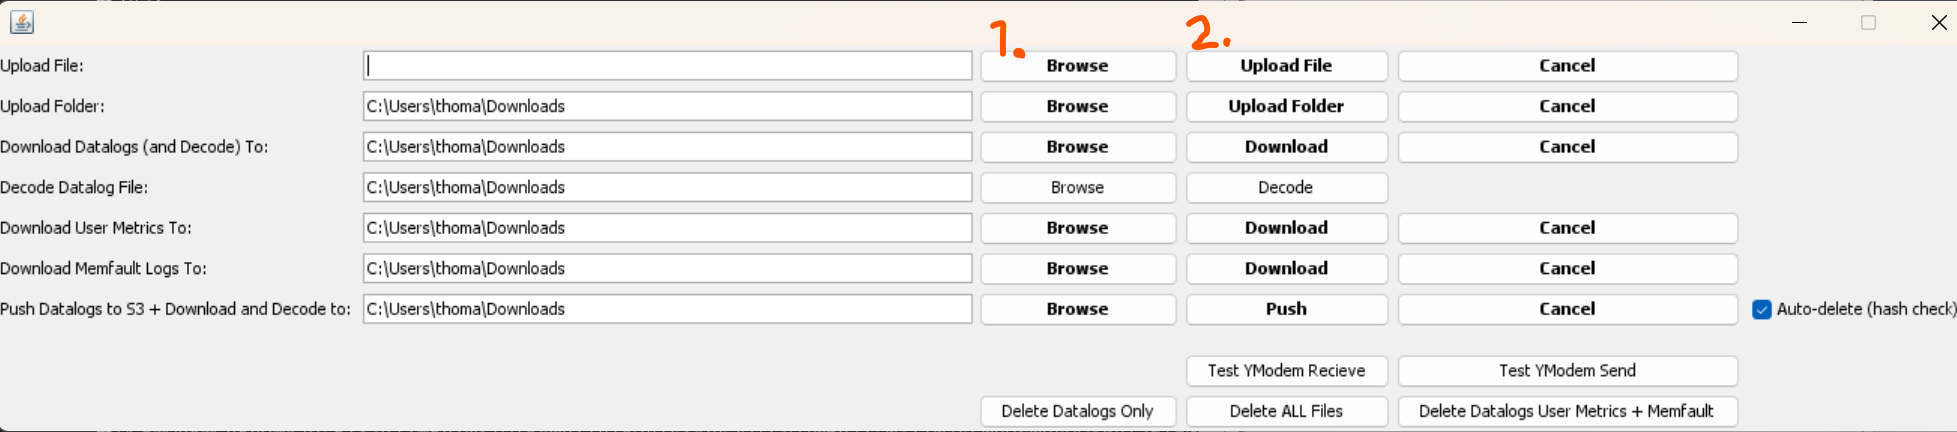 1. 2.
Upload File: Browse Upload File Cancel
Upload Folder: C:\Users\thoma\Downloads Browse Upload Folder Cancel
Download Datalogs (and Decode) To: C:\Users\thoma\Downloads Browse Download Cancel
Decode Datalog File: C:\Users\thoma\Downloads Browse Decode
Download User Metrics To: C:\Users\thoma\Downloads Browse Download Cancel
Download Memfault Logs To: C:\Users\thoma\Downloads Browse Download Cancel
Push Datalogs to S3 + Download and Decode to: C:\Users\thoma\Downloads Browse Push Cancel Auto-delete (hash check)
Test YModem Recieve Test YModem Send
Delete Datalogs Only Delete ALL Files Delete Datalogs User Metrics + Memfault